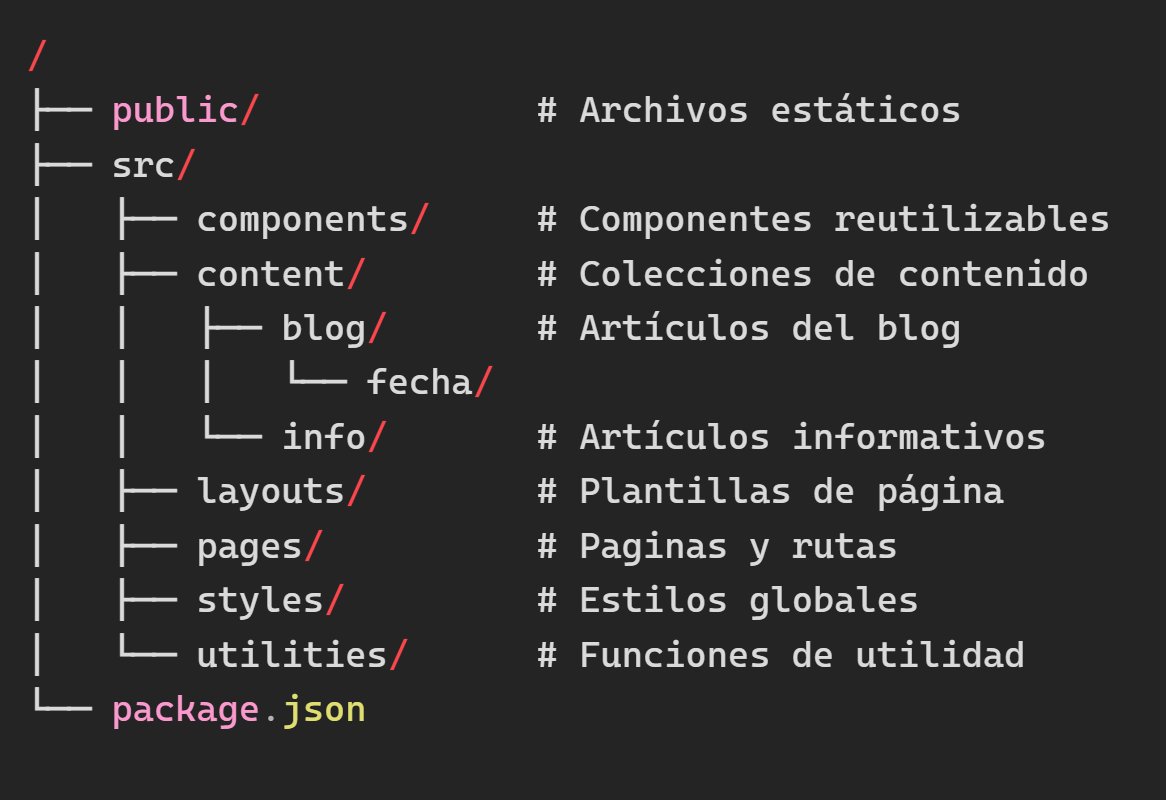 /
├── public/             # Archivos estáticos
├── src/
│   ├── components/     # Componentes reutilizables
│   ├── content/        # Colecciones de contenido
│   │   ├── blog/       # Artículos del blog
│   │   │   └── fecha/
│   │   └── info/       # Artículos informativos
│   ├── layouts/        # Plantillas de página
│   ├── pages/          # Paginas y rutas
│   ├── styles/         # Estilos globales
│   └── utilities/      # Funciones de utilidad
└── package.json